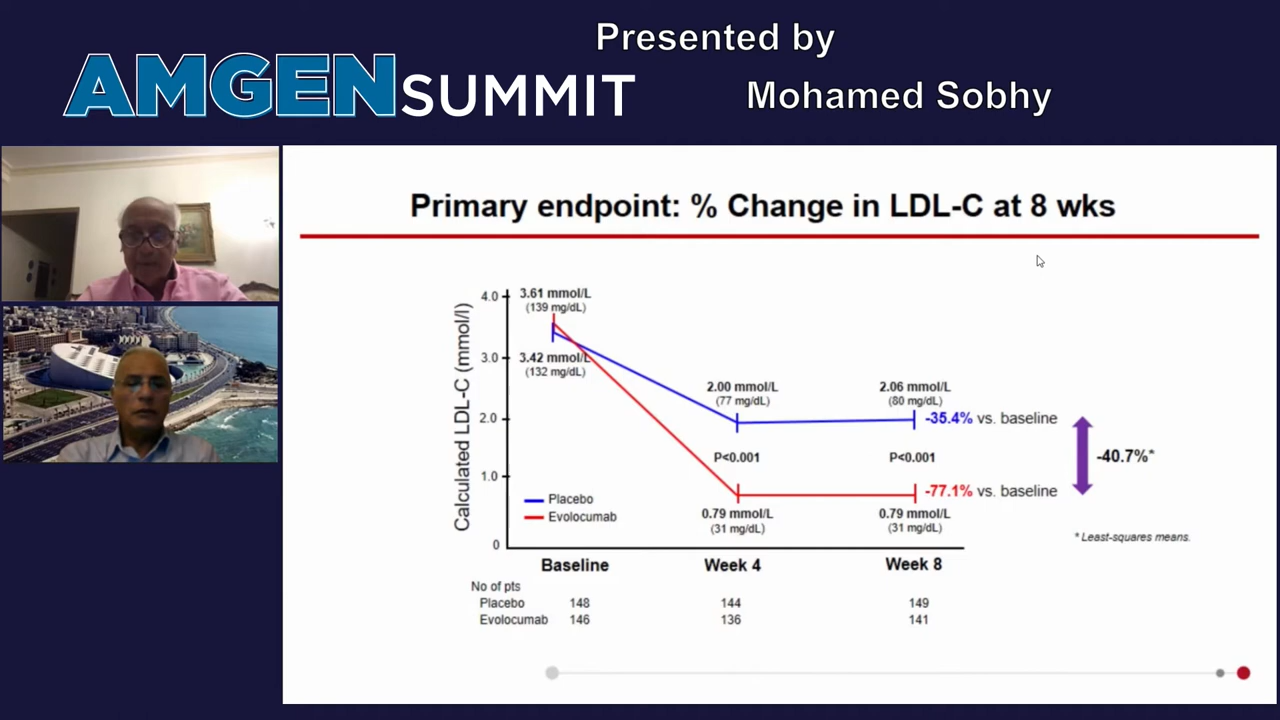 Presented by
AMGEN SUMMIT
Mohamed Sobhy
Primary endpoint: % Change in LDL-C at 8 wks
Calculated LDL-C (mmol/l)
4.0
3.0
2.0
1.0
0
3.61 mmol/L
(139 mg/dL)
3.42 mmol/L
(132 mg/dL)
2.00 mmol/L
(77 mg/dL)
2.06 mmol/L
(80 mg/dL)
-35.4% vs. baseline
P<0.001
P<0.001
-40.7%*
-77.1% vs. baseline
Placebo
Evolocumab
0.79 mmol/L
(31 mg/dL)
0.79 mmol/L
(31 mg/dL)
* Least-squares means.
Baseline Week 4 Week 8
No of pts
Placebo 148 144 149
Evolocumab 146 136 141